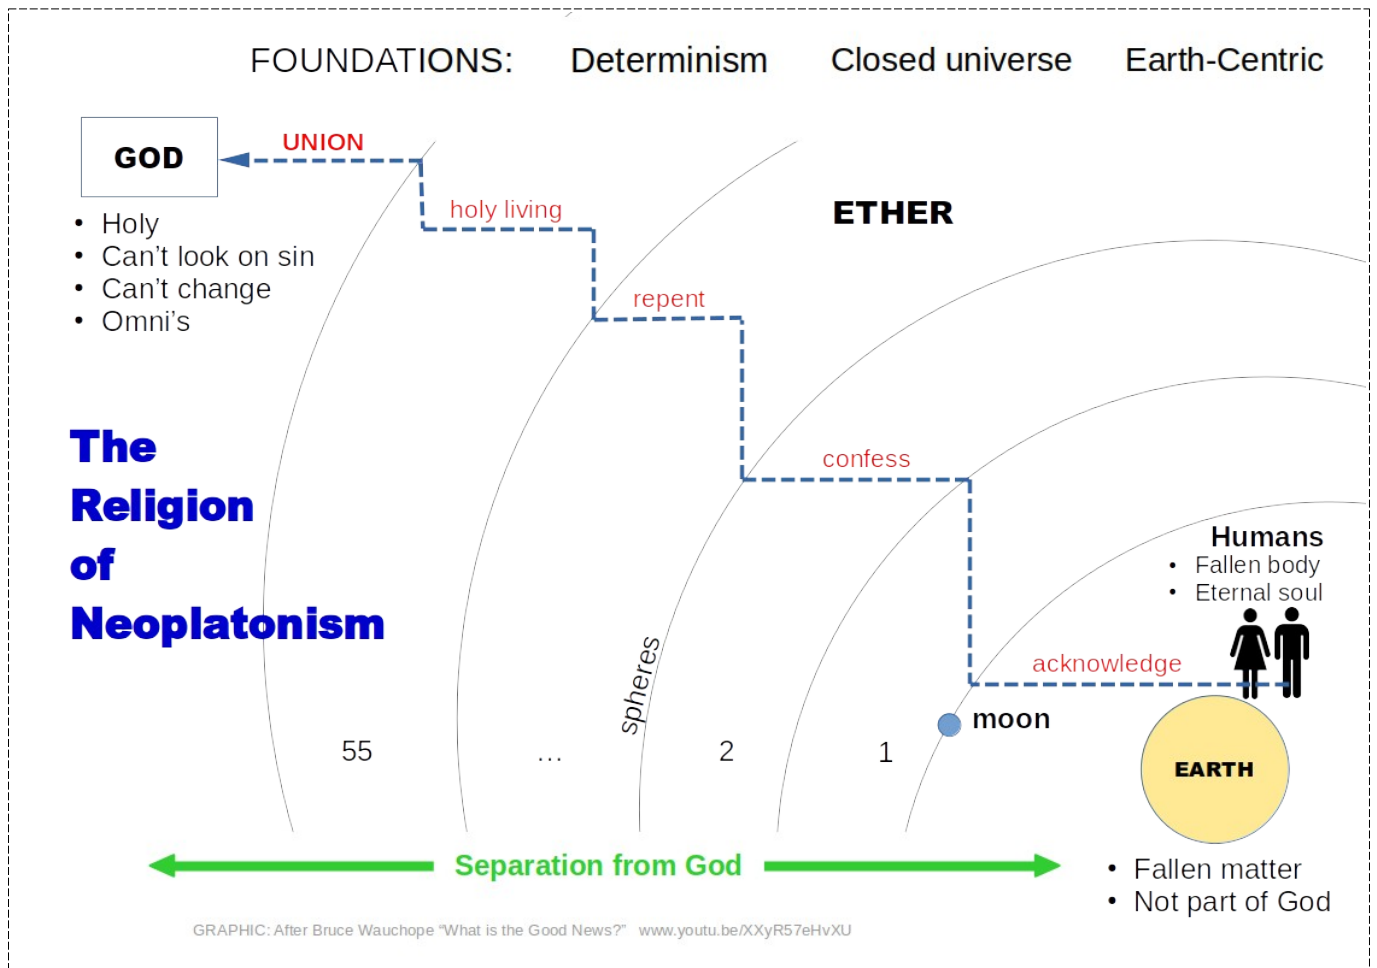 FOUNDATIONS: Determinism Closed universe Earth-Centric
GOD
UNION
• Holy
• Can’t look on sin
• Can’t change
• Omni’s
holy living
ETHER
repent
The
Religion
of
Neoplatonism
confess
Humans
• Fallen body
• Eternal soul
acknowledge
spheres
moon
55 ... 2 1
EARTH
Separation from God
• Fallen matter
• Not part of God
GRAPHIC: After Bruce Wauchope “What is the Good News?” www.youtu.be/XXyR57eHvXU